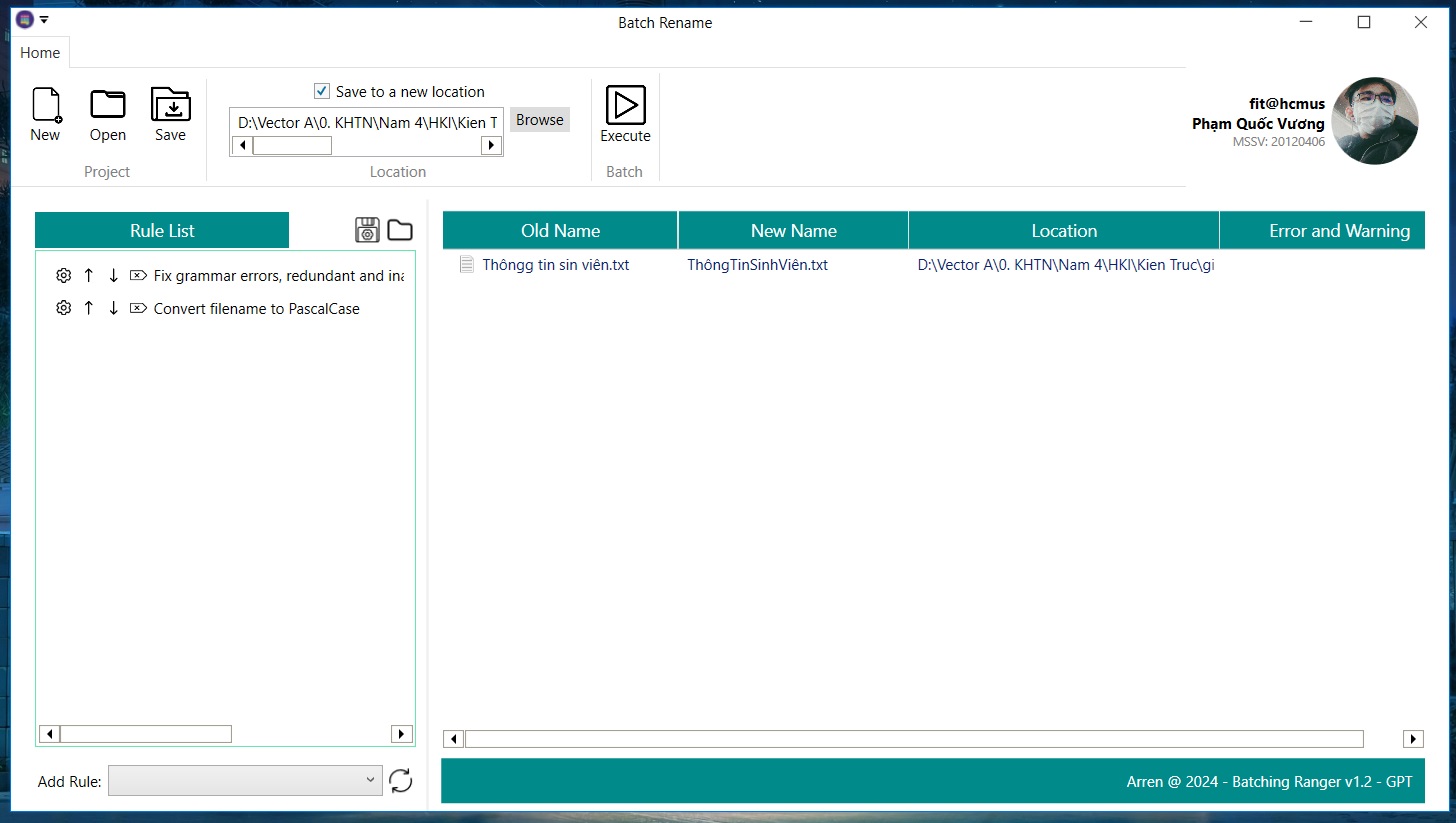 Batch Rename
Home
Save to a new location
D:\Vector A\0. KHTN\Nam 4\HKI\Kien T
Browse
New
Open
Save
Execute
Project
Location
Batch
fit@hcmus
Phạm Quốc Vương
MSSV: 20120406
Rule List
Fix grammar errors, redundant and ina
Convert filename to PascalCase
Add Rule:
Old Name
New Name
Location
Error and Warning
Thôngg tin sin viên.txt
ThôngTinSinhViên.txt
D:\Vector A\0. KHTN\Nam 4\HKI\Kien Truc\gi
Arren @ 2024 - Batching Ranger v1.2 - GPT